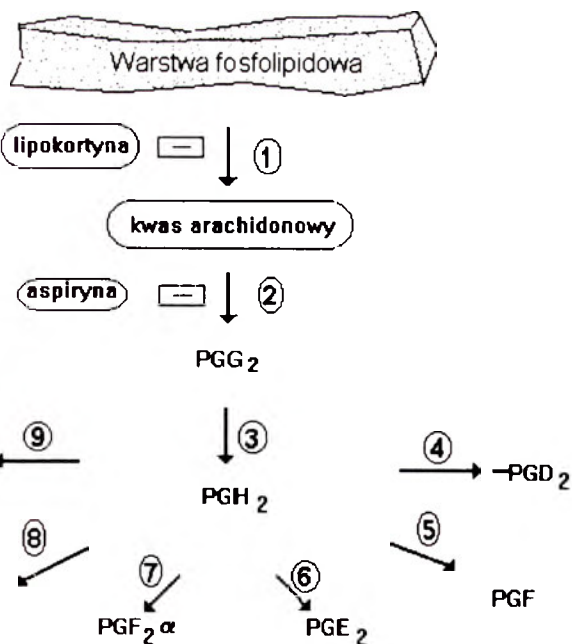 Warstwa fosfolipidowa
lipokortyna
—
①
kwas arachidonowy
aspiryna
—
②
PGG₂
③
⑨
④
PGH₂
PGD₂
⑧
⑤
⑦
⑥
PGF
PGF₂α
PGE₂